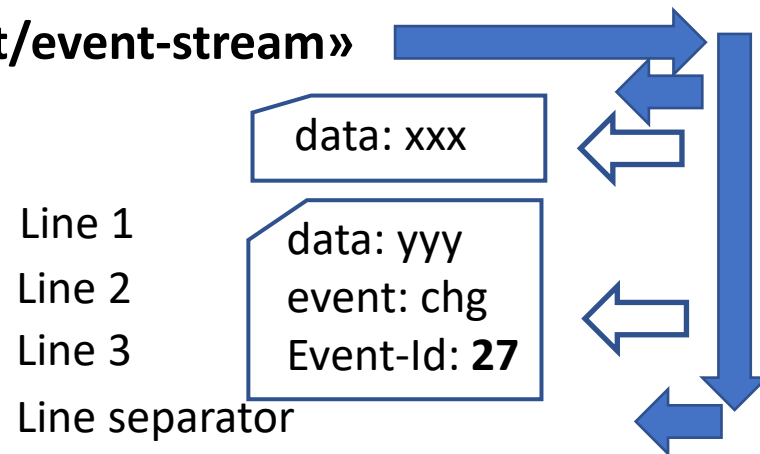 t/event-stream»
data: xxx
Line 1
data: yyy
Line 2
event: chg
Line 3
Event-Id: 27
Line separator